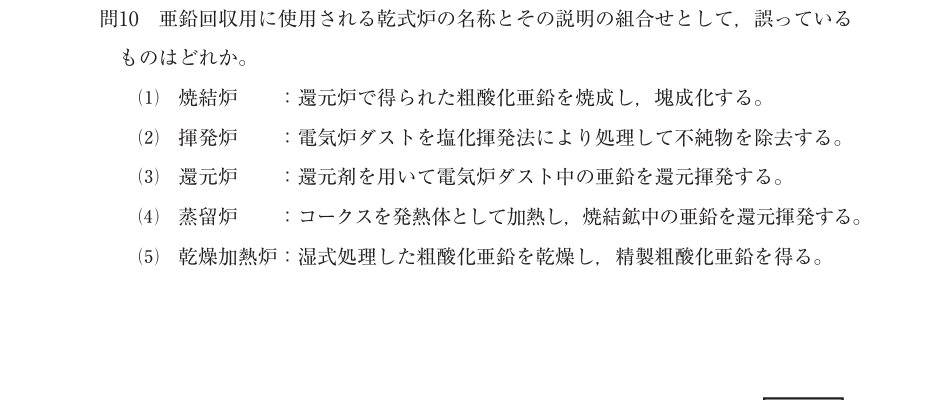 問10　亜鉛回収用に使用される乾式炉の名称とその説明の組合せとして，誤っている
ものはどれか。
⑴　焼結炉　　：還元炉で得られた粗酸化亜鉛を焼成し，塊成化する。
⑵　揮発炉　　：電気炉ダストを塩化揮発法により処理して不純物を除去する。
⑶　還元炉　　：還元剤を用いて電気炉ダスト中の亜鉛を還元揮発する。
⑷　蒸留炉　　：コークスを発熱体として加熱し，焼結鉱中の亜鉛を還元揮発する。
⑸　乾燥加熱炉：湿式処理した粗酸化亜鉛を乾燥し，精製粗酸化亜鉛を得る。